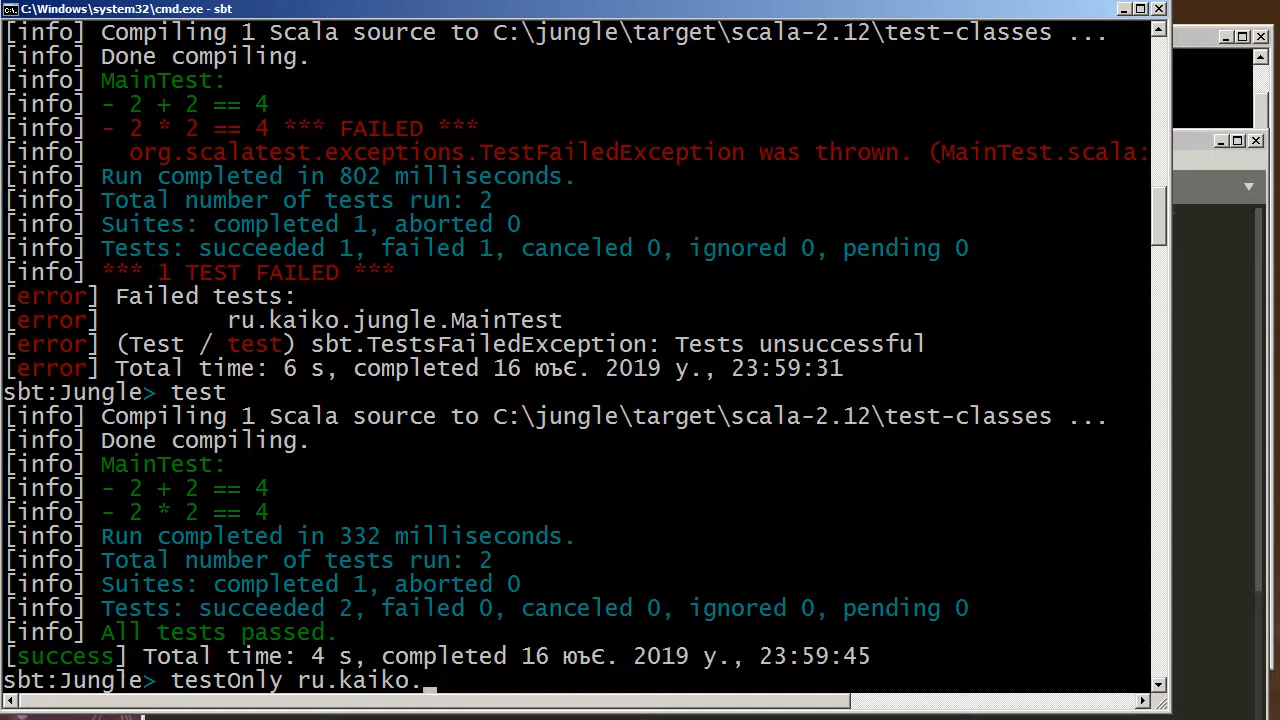 C:\Windows\system32\cmd.exe - sbt
[info] Compiling 1 Scala source to C:\jungle\target\scala-2.12\test-classes ...
[info] Done compiling.
[info] MainTest:
[info] - 2 + 2 == 4
[info] - 2 * 2 == 4 *** FAILED ***
[info]   org.scalatest.exceptions.TestFailedException was thrown. (MainTest.scala:
[info] Run completed in 802 milliseconds.
[info] Total number of tests run: 2
[info] Suites: completed 1, aborted 0
[info] Tests: succeeded 1, failed 1, canceled 0, ignored 0, pending 0
[info] *** 1 TEST FAILED ***
[error] Failed tests:
[error]         ru.kaiko.jungle.MainTest
[error] (Test / test) sbt.TestsFailedException: Tests unsuccessful
[error] Total time: 6 s, completed 16 юъЄ. 2019 у., 23:59:31
sbt:Jungle> test
[info] Compiling 1 Scala source to C:\jungle\target\scala-2.12\test-classes ...
[info] Done compiling.
[info] MainTest:
[info] - 2 + 2 == 4
[info] - 2 * 2 == 4
[info] Run completed in 332 milliseconds.
[info] Total number of tests run: 2
[info] Suites: completed 1, aborted 0
[info] Tests: succeeded 2, failed 0, canceled 0, ignored 0, pending 0
[info] All tests passed.
[success] Total time: 4 s, completed 16 юъЄ. 2019 у., 23:59:45
sbt:Jungle> testOnly ru.kaiko.